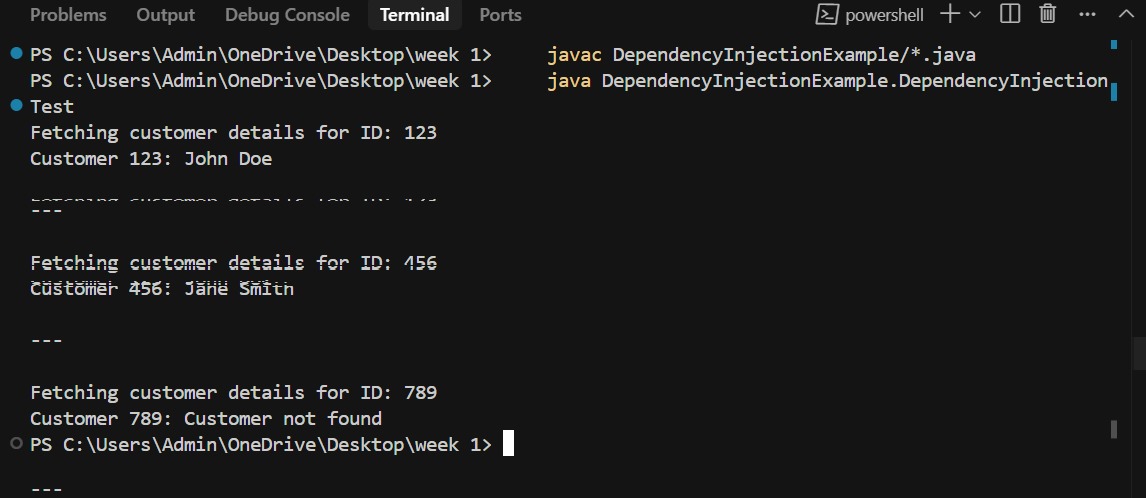 Problems Output Debug Console Terminal Ports powershell
PS C:\Users\Admin\OneDrive\Desktop\week 1> javac DependencyInjectionExample/*.java
PS C:\Users\Admin\OneDrive\Desktop\week 1> java DependencyInjectionExample.DependencyInjection
Test
Fetching customer details for ID: 123
Customer 123: John Doe
---
Fetching customer details for ID: 456
Customer 456: Jane Smith
---
Fetching customer details for ID: 789
Customer 789: Customer not found
PS C:\Users\Admin\OneDrive\Desktop\week 1>
---